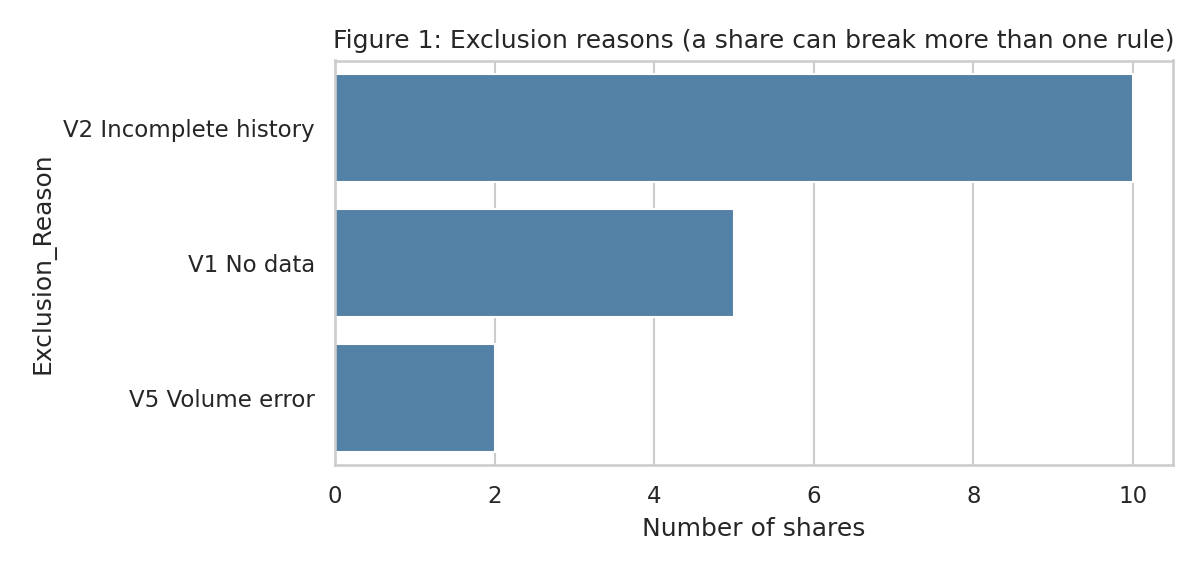 Figure 1: Exclusion reasons (a share can break more than one rule)
Exclusion_Reason
V2 Incomplete history
V1 No data
V5 Volume error
0 2 4 6 8 10
Number of shares